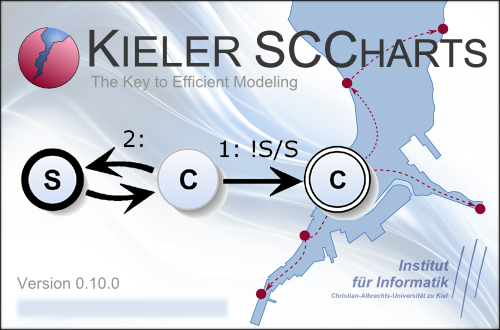 KIELER SCCHARTS
The Key to Efficient Modeling
2:
1: !S/S
S
C
C
Version 0.10.0
Institut
für Informatik
Christian-Albrechts-Universität zu Kiel